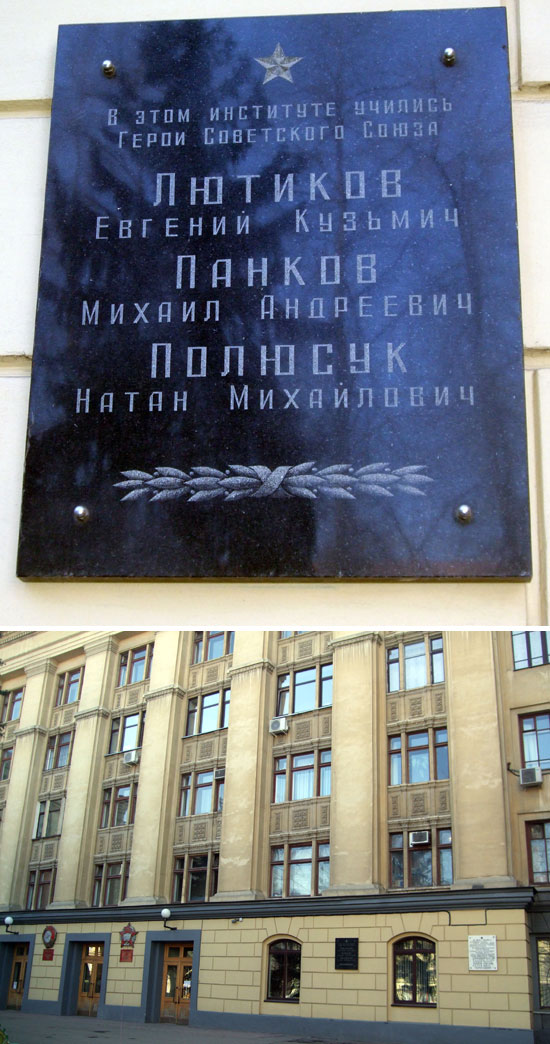 В этом институте учились
Герои Советского Союза
Лютиков
Евгений Кузьмич
Панков
Михаил Андреевич
Полюсук
Натан Михайлович